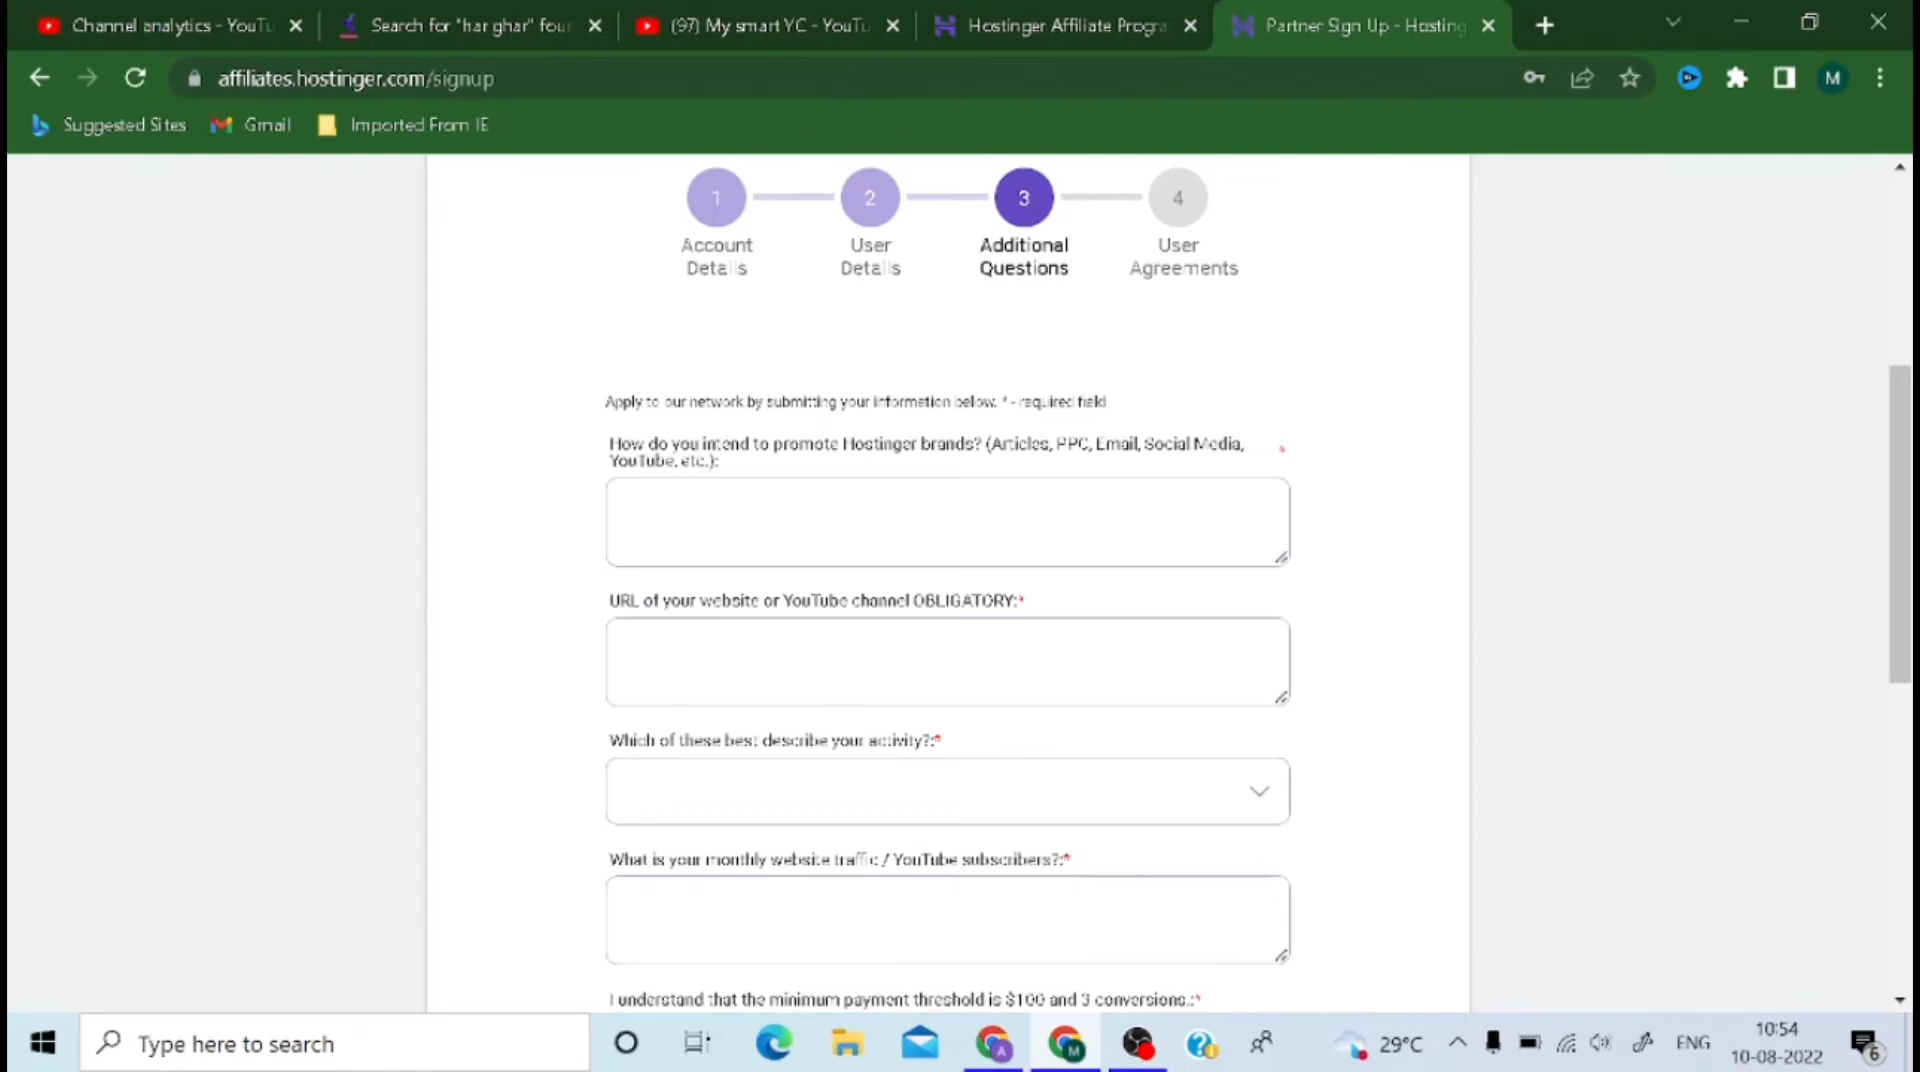 Channel analytics - YouTu
Search for "har ghar" foun
(97) My smart YC - YouTu
Hostinger Affiliate Progra
Partner Sign Up - Hosting
affiliates.hostinger.com/signup
M
Suggested Sites
Gmail
Imported From IE
1
2
3
4
Account
Details
User
Details
Additional
Questions
User
Agreements
Apply to our network by submitting your information below. * - required field
How do you intend to promote Hostinger brands? (Articles, PPC, Email, Social Media, *
YouTube, etc.):
URL of your website or YouTube channel OBLIGATORY:*
Which of these best describe your activity?:*
What is your monthly website traffic / YouTube subscribers?:*
I understand that the minimum payment threshold is $100 and 3 conversions.:*
Type here to search
A
M
29°C
ENG
10:54
10-08-2022
6